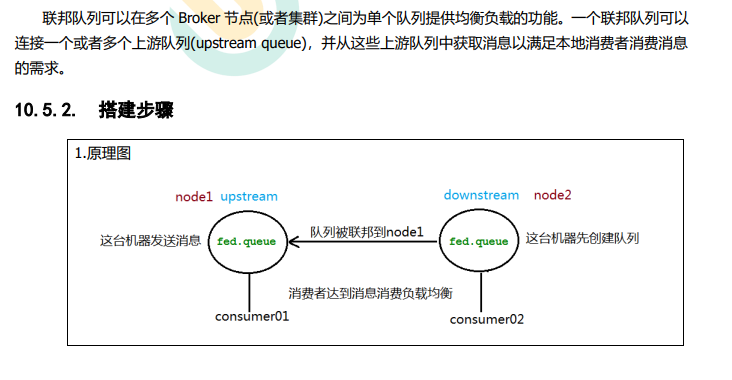 联邦队列可以在多个 Broker 节点(或者集群)之间为单个队列提供均衡负载的功能。一个联邦队列可以
连接一个或者多个上游队列(upstream queue)，并从这些上游队列中获取消息以满足本地消费者消费消息
的需求。
10.5.2. 搭建步骤
1.原理图
node1 upstream
downstream node2
这台机器发送消息
fed.queue
队列被联邦到node1
fed.queue
这台机器先创建队列
消费者达到消息消费负载均衡
consumer01
consumer02